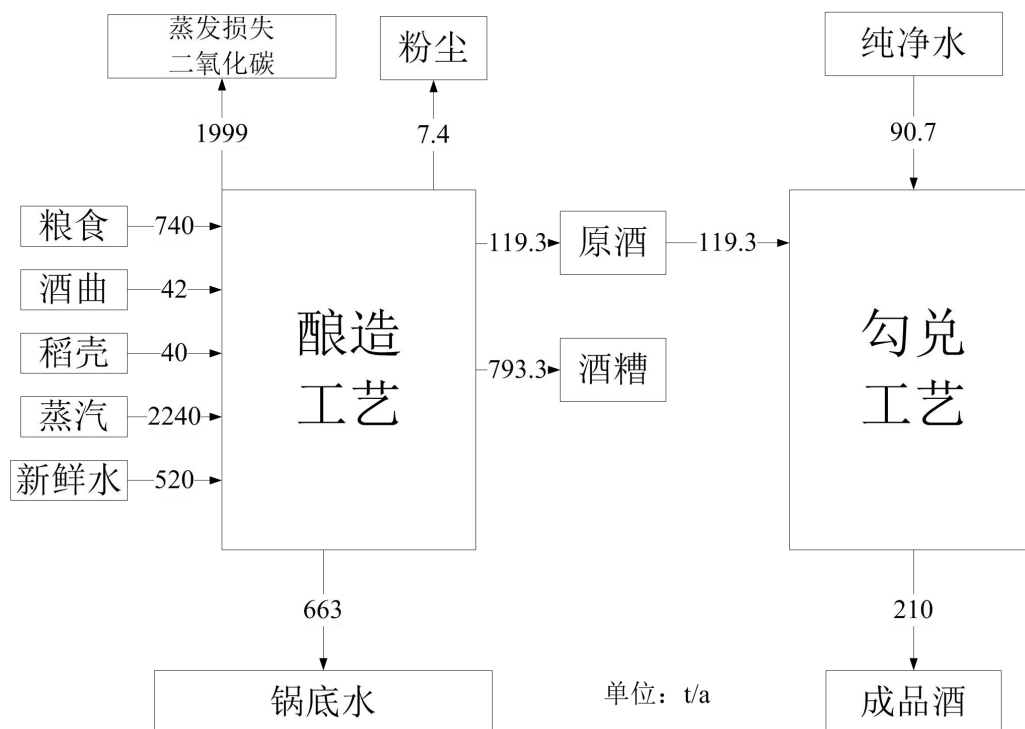 蒸发损失
二氧化碳
粉尘
纯净水
1999
7.4
90.7
粮食
740
酒曲
42
稻壳
40
蒸汽
2240
新鲜水
520
酿造
工艺
119.3
原酒
119.3
793.3
酒糟
勾兑
工艺
663
210
锅底水
单位：t/a
成品酒